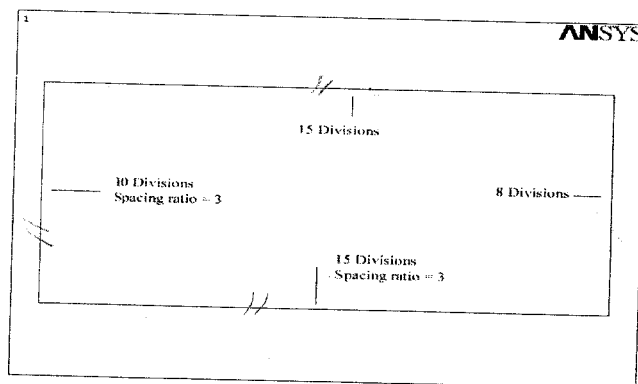 1
ANSYS
15 Divisions
10 Divisions
Spacing ratio = 3
8 Divisions
15 Divisions
Spacing ratio = 3